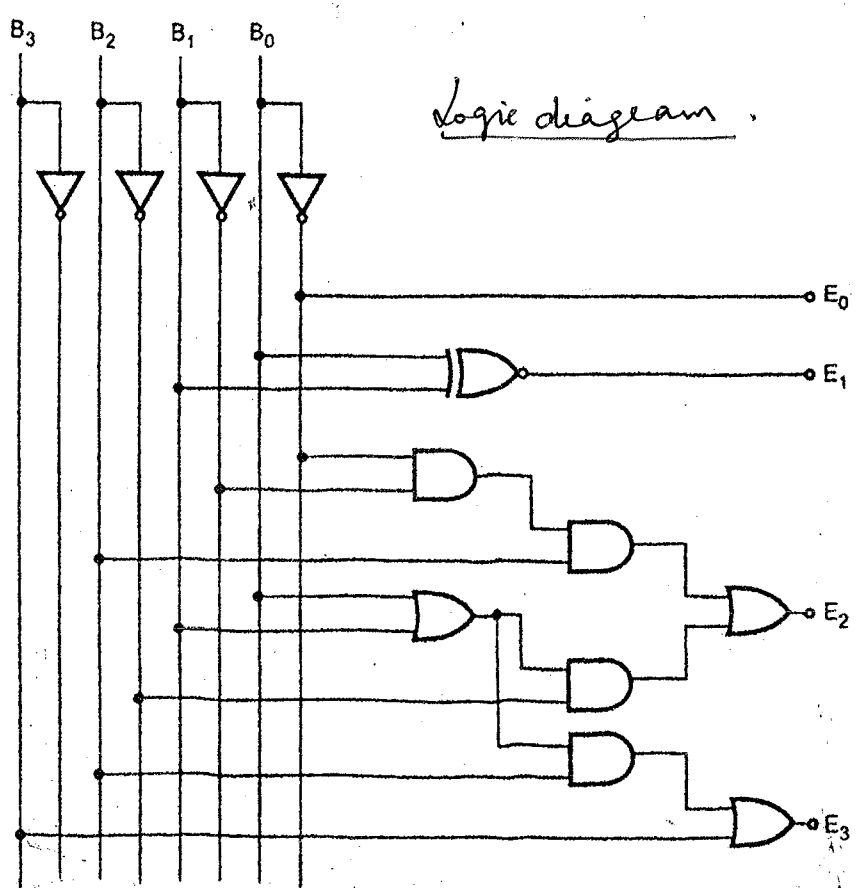 B₃ B₂ B₁ B₀
Logic diagram.
E₀
E₁
E₂
E₃